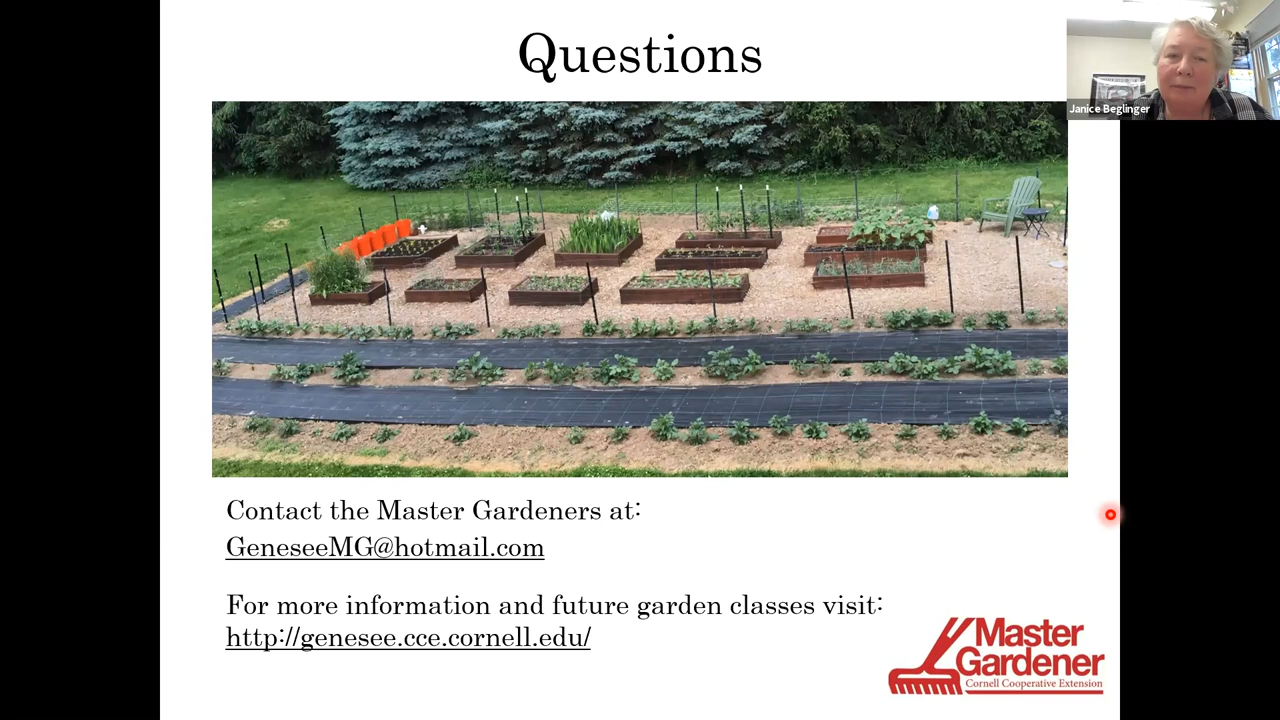 Questions
Janice Beglinger
Contact the Master Gardeners at:
GeneseeMG@hotmail.com
For more information and future garden classes visit:
http://genesee.cce.cornell.edu/
Master
Gardener
Cornell Cooperative Extension